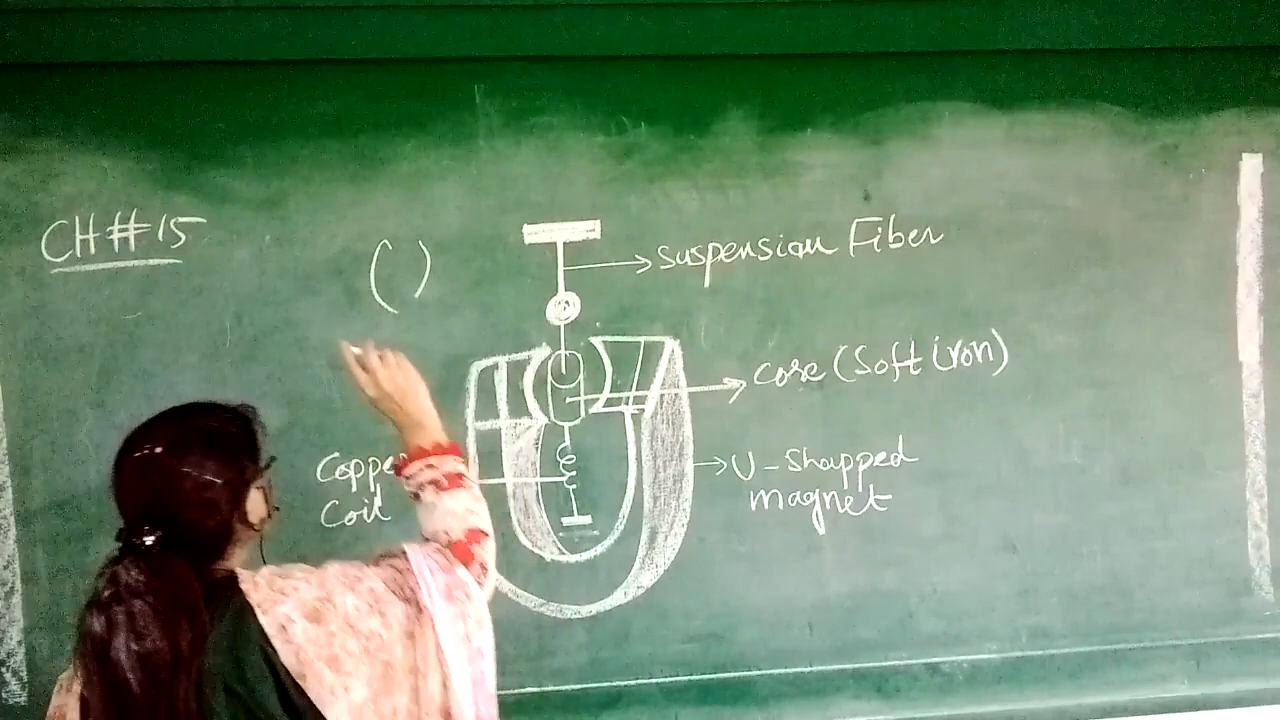 CH # 15
( )
Suspension Fiber
Core (Soft iron)
Copper
Coil
U-Shapped
magnet